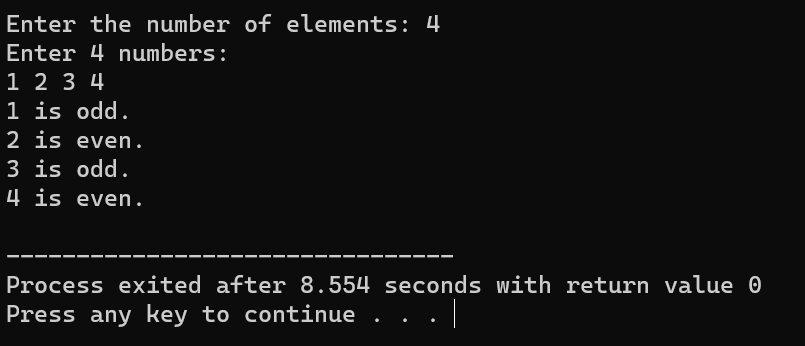 Enter the number of elements: 4
Enter 4 numbers:
1 2 3 4
1 is odd.
2 is even.
3 is odd.
4 is even.
--------------------------------
Process exited after 8.554 seconds with return value 0
Press any key to continue . . .